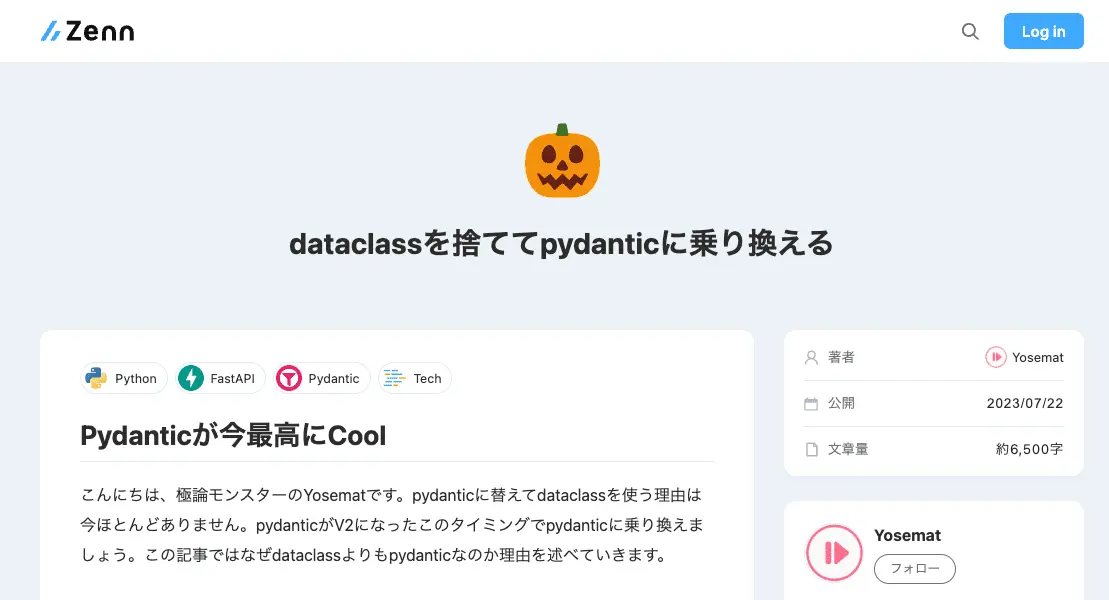 Zenn
Log in
dataclassを捨ててpydanticに乗り換える
Python
FastAPI
Pydantic
Tech
Pydanticが今最高にCool
こんにちは、極論モンスターのYosematです。pydanticに替えてdataclassを使う理由は
今ほとんどありません。pydanticがV2になったこのタイミングでpydanticに乗り換えま
しょう。この記事ではなぜdataclassよりもpydanticなのか理由を述べていきます。
著者
Yosemat
公開
2023/07/22
文章量
約6,500字
Yosemat
フォロー